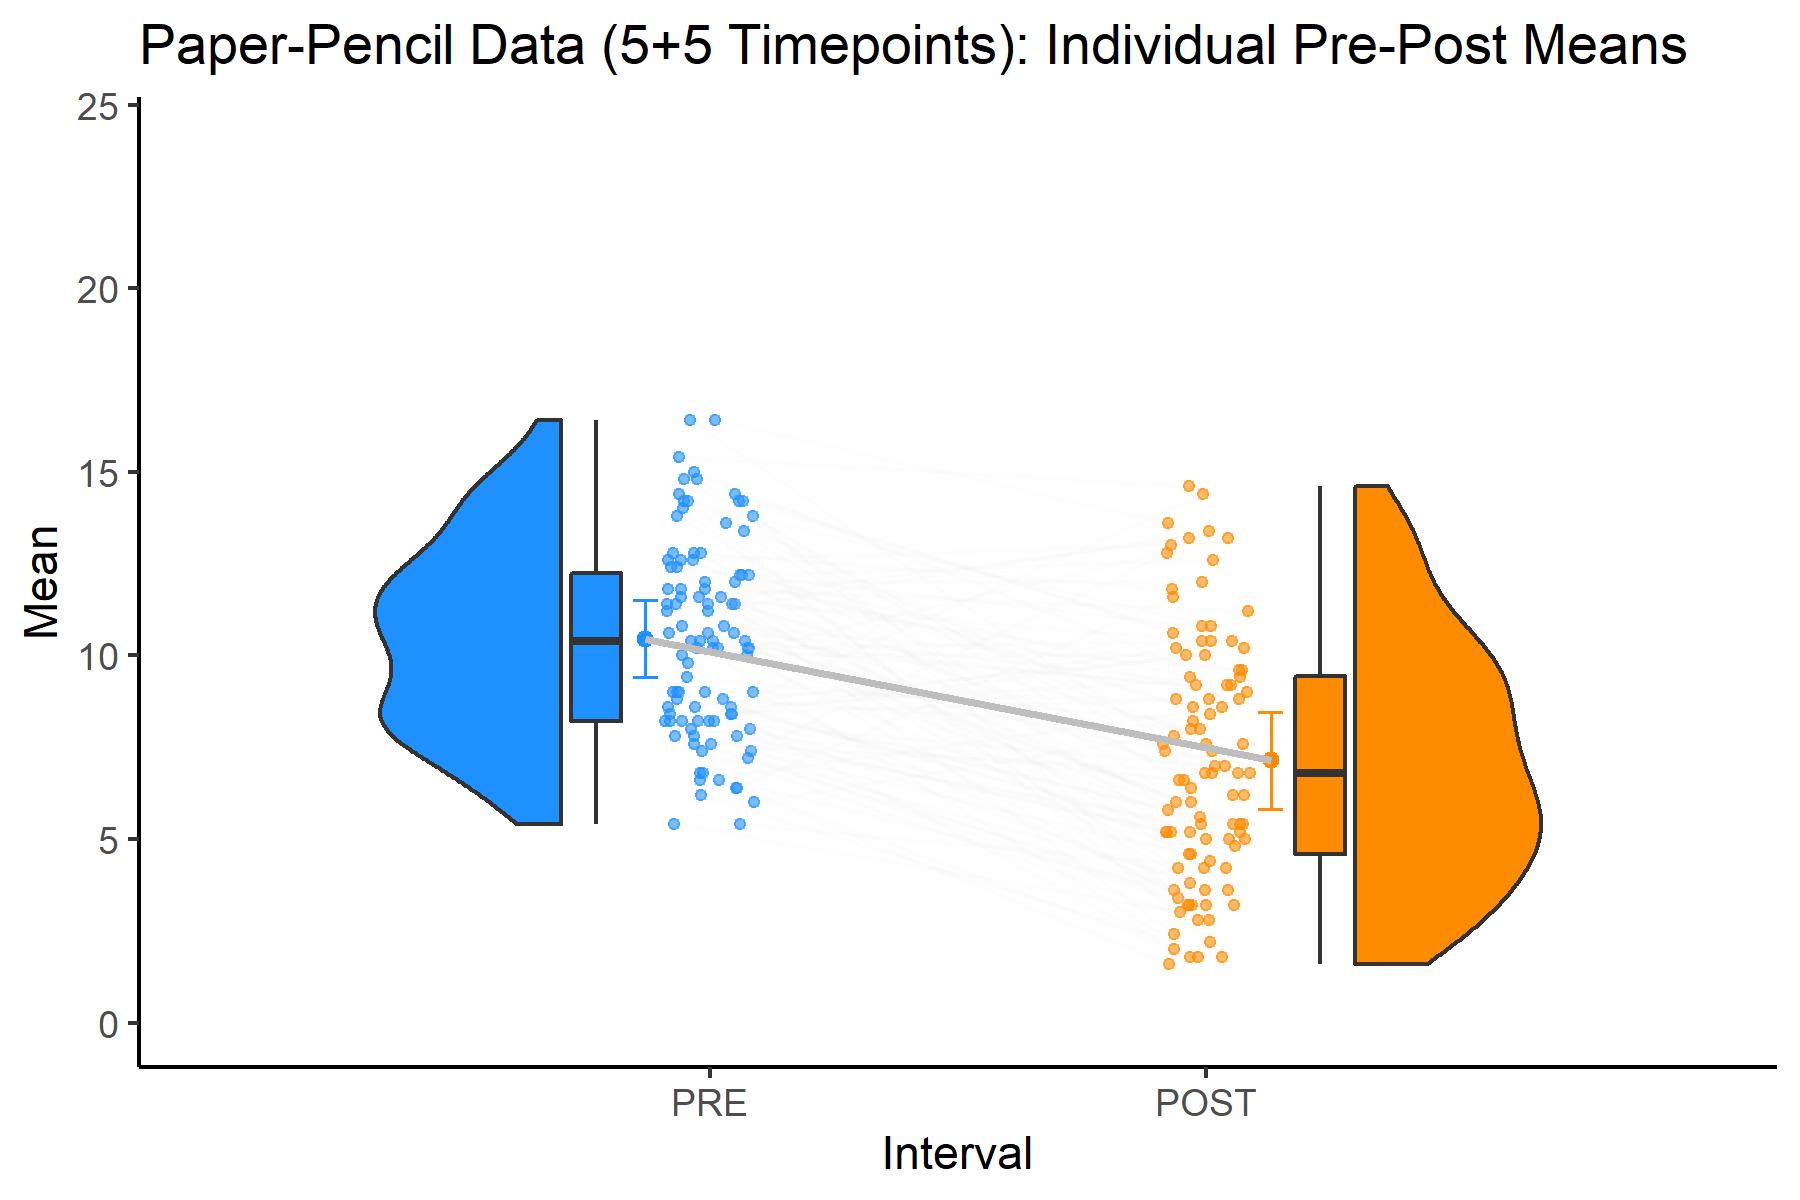 Paper-Pencil Data (5+5 Timepoints): Individual Pre-Post Means
25
20
15
10
5
0
Mean
PRE
POST
Interval